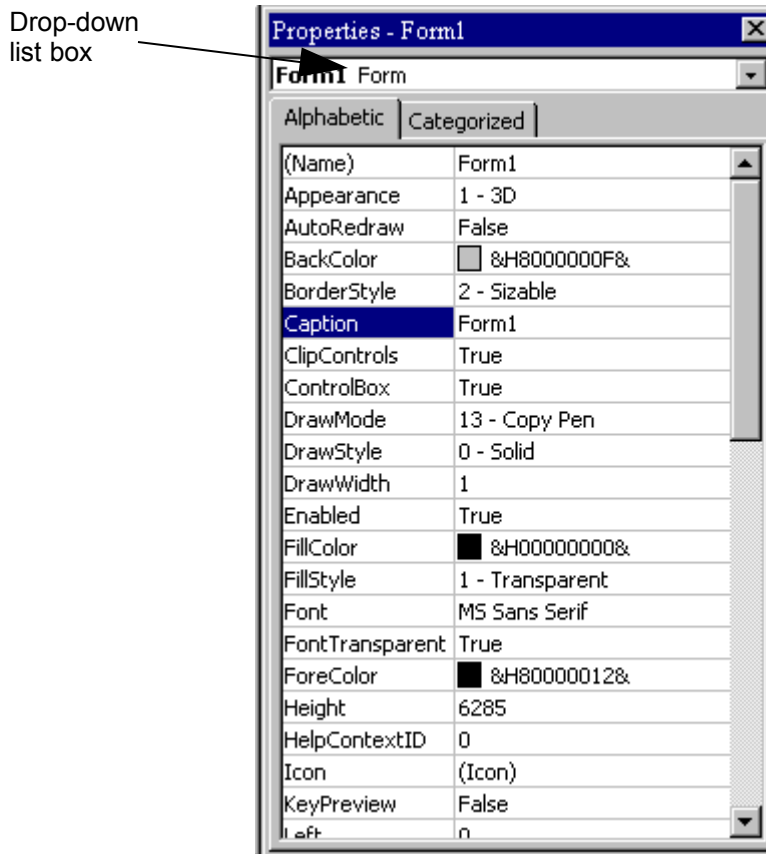 Drop-down
list box
Properties - Form1
Form1 Form
Alphabetic Categorized
(Name) Form1
Appearance 1 - 3D
AutoRedraw False
BackColor &H8000000F&
BorderStyle 2 - Sizable
Caption Form1
ClipControls True
ControlBox True
DrawMode 13 - Copy Pen
DrawStyle 0 - Solid
DrawWidth 1
Enabled True
FillColor &H00000000&
FillStyle 1 - Transparent
Font MS Sans Serif
FontTransparent True
ForeColor &H80000012&
Height 6285
HelpContextID 0
Icon (Icon)
KeyPreview False
Left 0